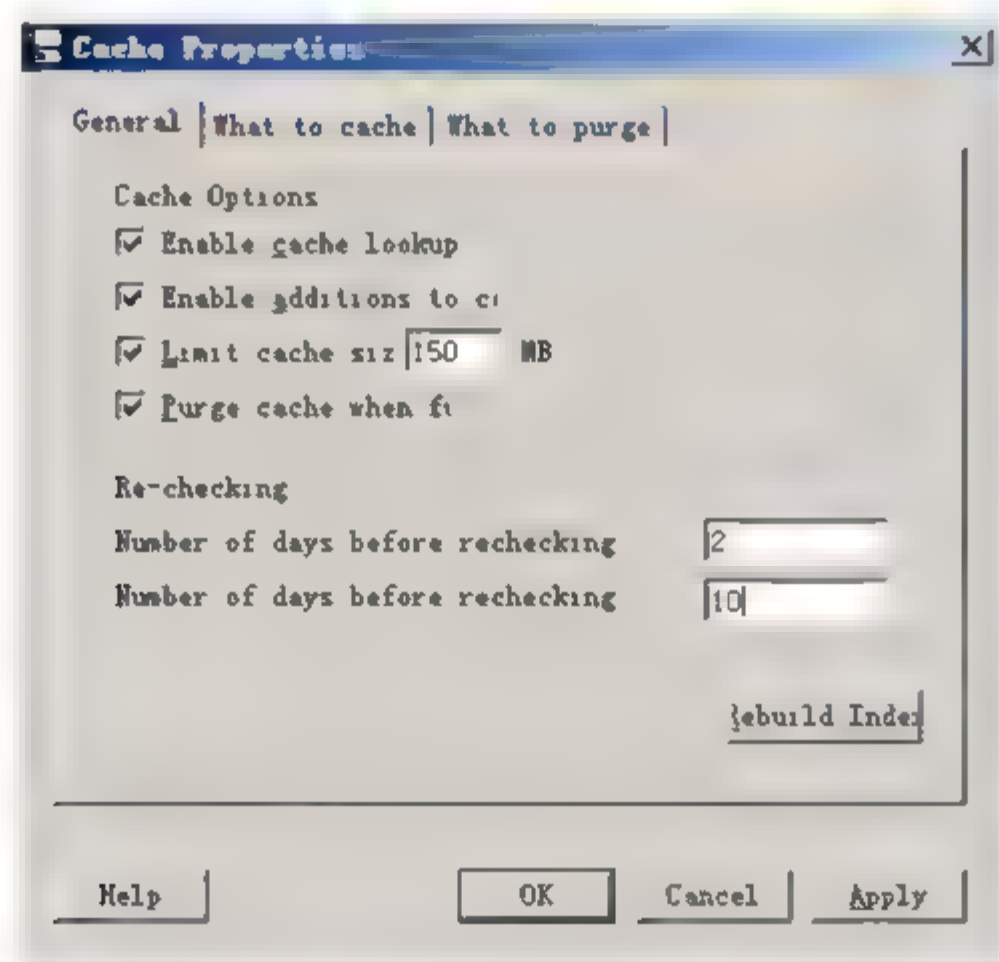 Cache Properties
General What to cache What to purge
Cache Options
Enable cache lookup
Enable additions to c
Limit cache siz 150 MB
Purge cache when f
Re-checking
Number of days before rechecking 2
Number of days before rechecking 10
Rebuild Index
Help OK Cancel Apply